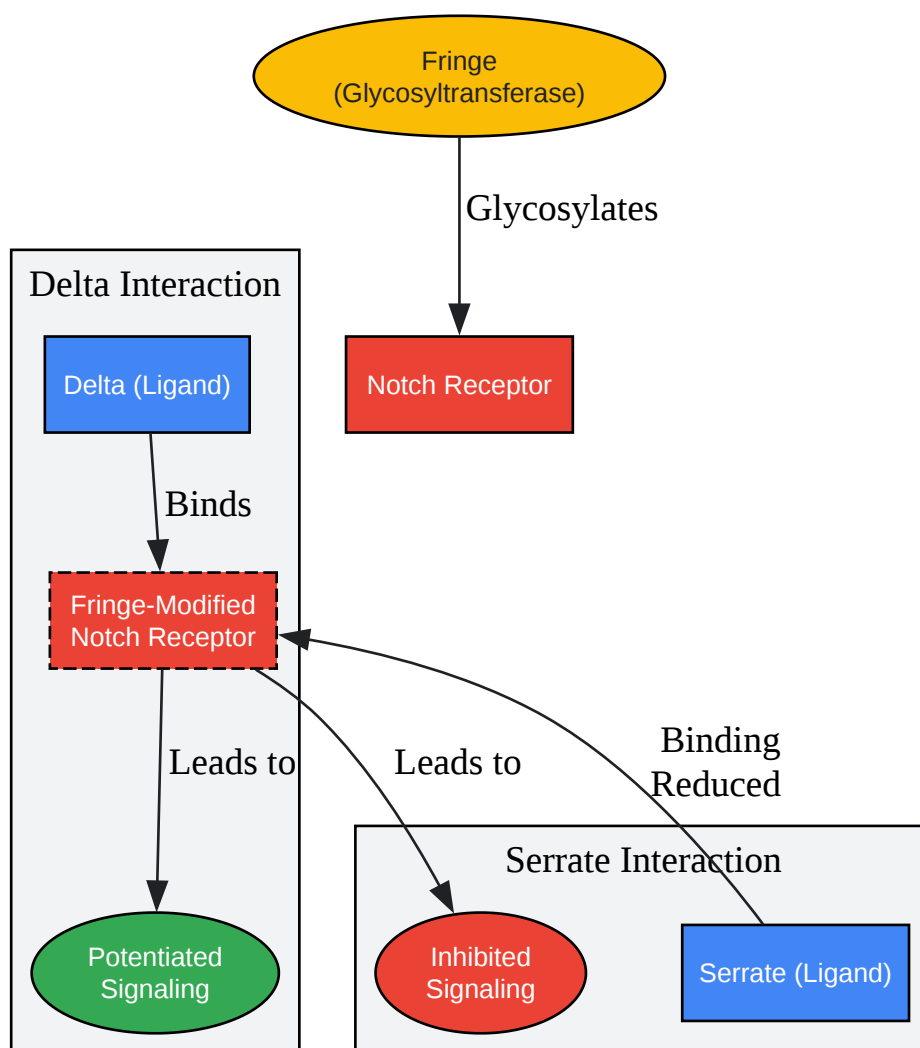 Fringe
(Glycosyltransferase)
Glycosylates
Delta Interaction
Delta (Ligand)
Notch Receptor
Binds
Fringe-Modified
Notch Receptor
Leads to
Leads to
Binding
Reduced
Serrate Interaction
Potentiated
Signaling
Inhibited
Signaling
Serrate (Ligand)